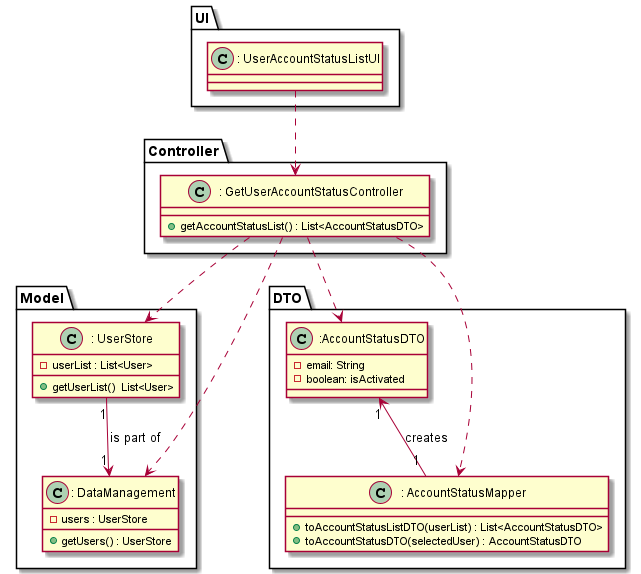 UI
C : UserAccountStatusListUI
Controller
C : GetUserAccountStatusController
getAccountStatusList() : List<AccountStatusDTO>
Model
C : UserStore
userList : List<User>
getUserList() List<User>
1
is part of
1
C : DataManagement
users : UserStore
getUsers() : UserStore
DTO
C :AccountStatusDTO
email: String
boolean: isActivated
1
creates
1
C : AccountStatusMapper
toAccountStatusListDTO(userList) : List<AccountStatusDTO>
toAccountStatusDTO(selectedUser) : AccountStatusDTO